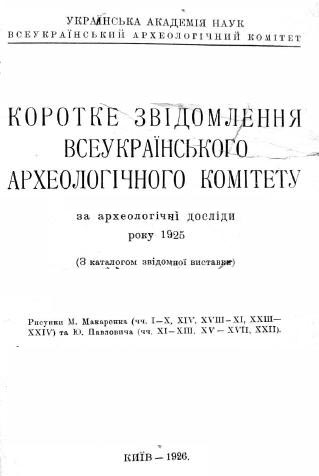 УКРАЇНСЬКА АКАДЕМІЯ НАУК
ВСЕУКРАЇНСЬКИЙ АРХЕОЛОГІЧНИЙ КОМІТЕТ
КОРОТКЕ ЗВІДОМЛЕННЯ
ВСЕУКРАЇНСЬКОГО
АРХЕОЛОГІЧНОГО КОМІТЕТУ
за археологічні досліди
року 1925
(З каталогом звідомної виставки)
Рисунки М. Макаренка (чч. I—X, XIV, XVIII—XI, XXIII—
XXIV) та Ю. Павловича (чч. XI—XIII, XV—XVII, XXII).
КИЇВ—1926.